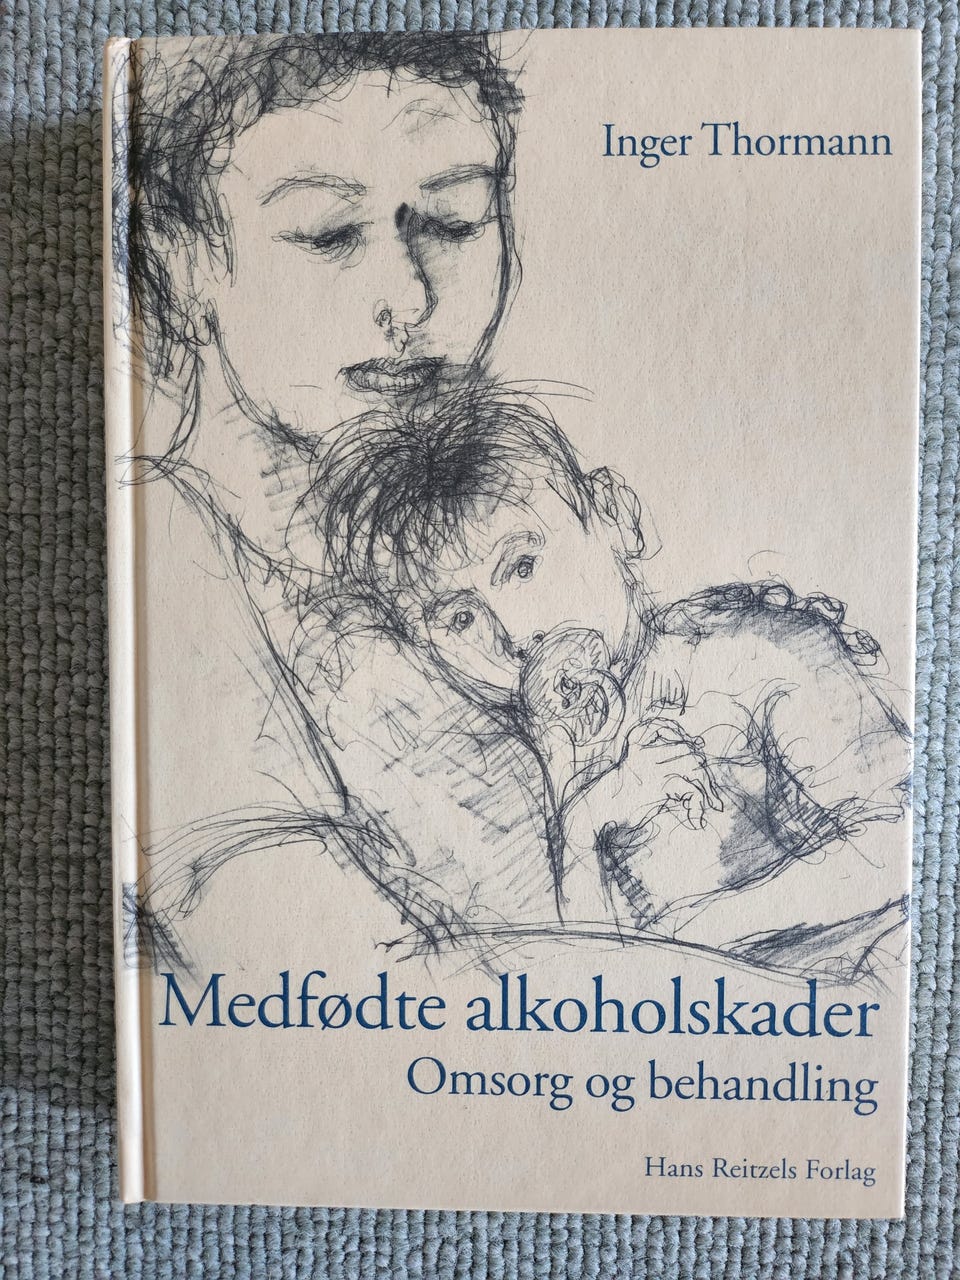 Inger Thormann
Medfødte alkoholskader
Omsorg og behandling
Hans Reitzels Forlag